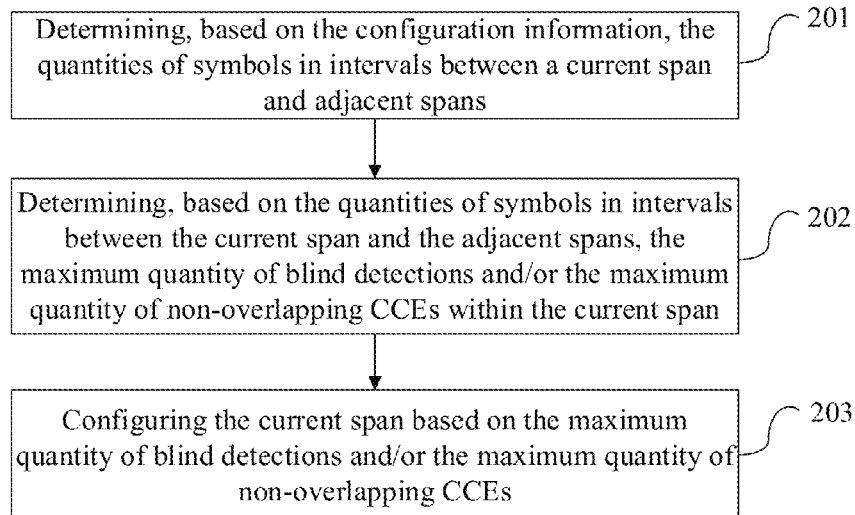 Determining, based on the configuration information, the
quantities of symbols in intervals between a current span
and adjacent spans
201
Determining, based on the quantities of symbols in intervals
between the current span and the adjacent spans, the
maximum quantity of blind detections and/or the maximum
quantity of non-overlapping CCEs within the current span
202
Configuring the current span based on the maximum
quantity of blind detections and/or the maximum quantity of
non-overlapping CCEs
203